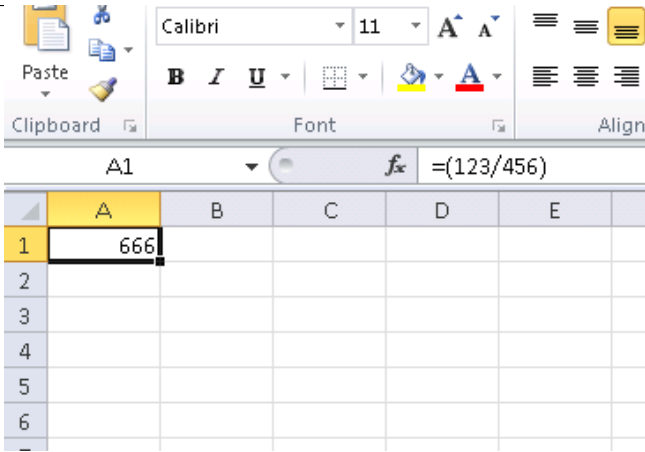 Calibri 11 A A
Paste B I U A
Clipboard Font Align
A1 fx =(123/456)
A B C D E
1 666
2
3
4
5
6